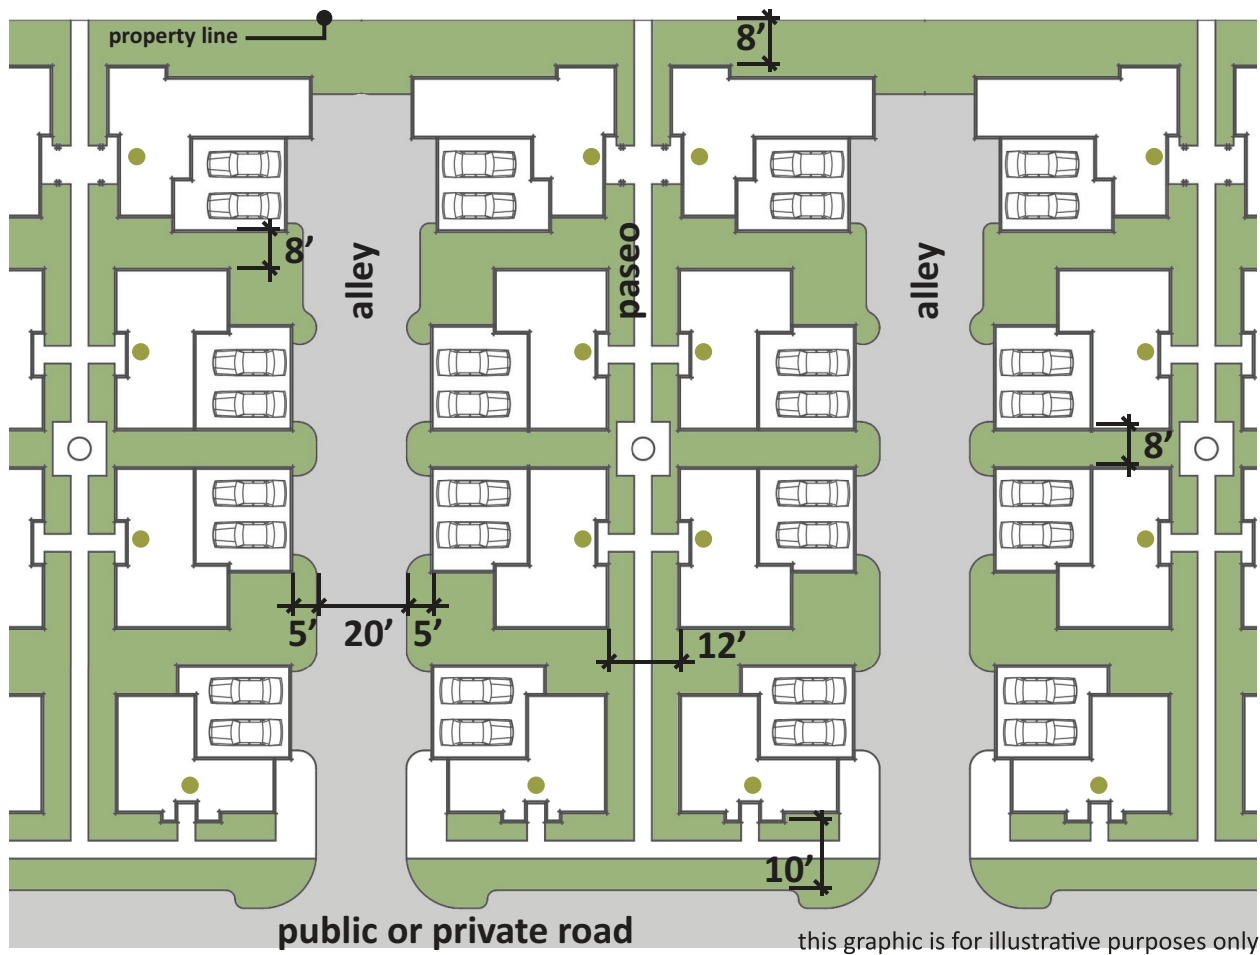 property line
8’
8’
alley
paseo
alley
8’
5’
20’
5’
12’
10’
public or private road
this graphic is for illustrative purposes only